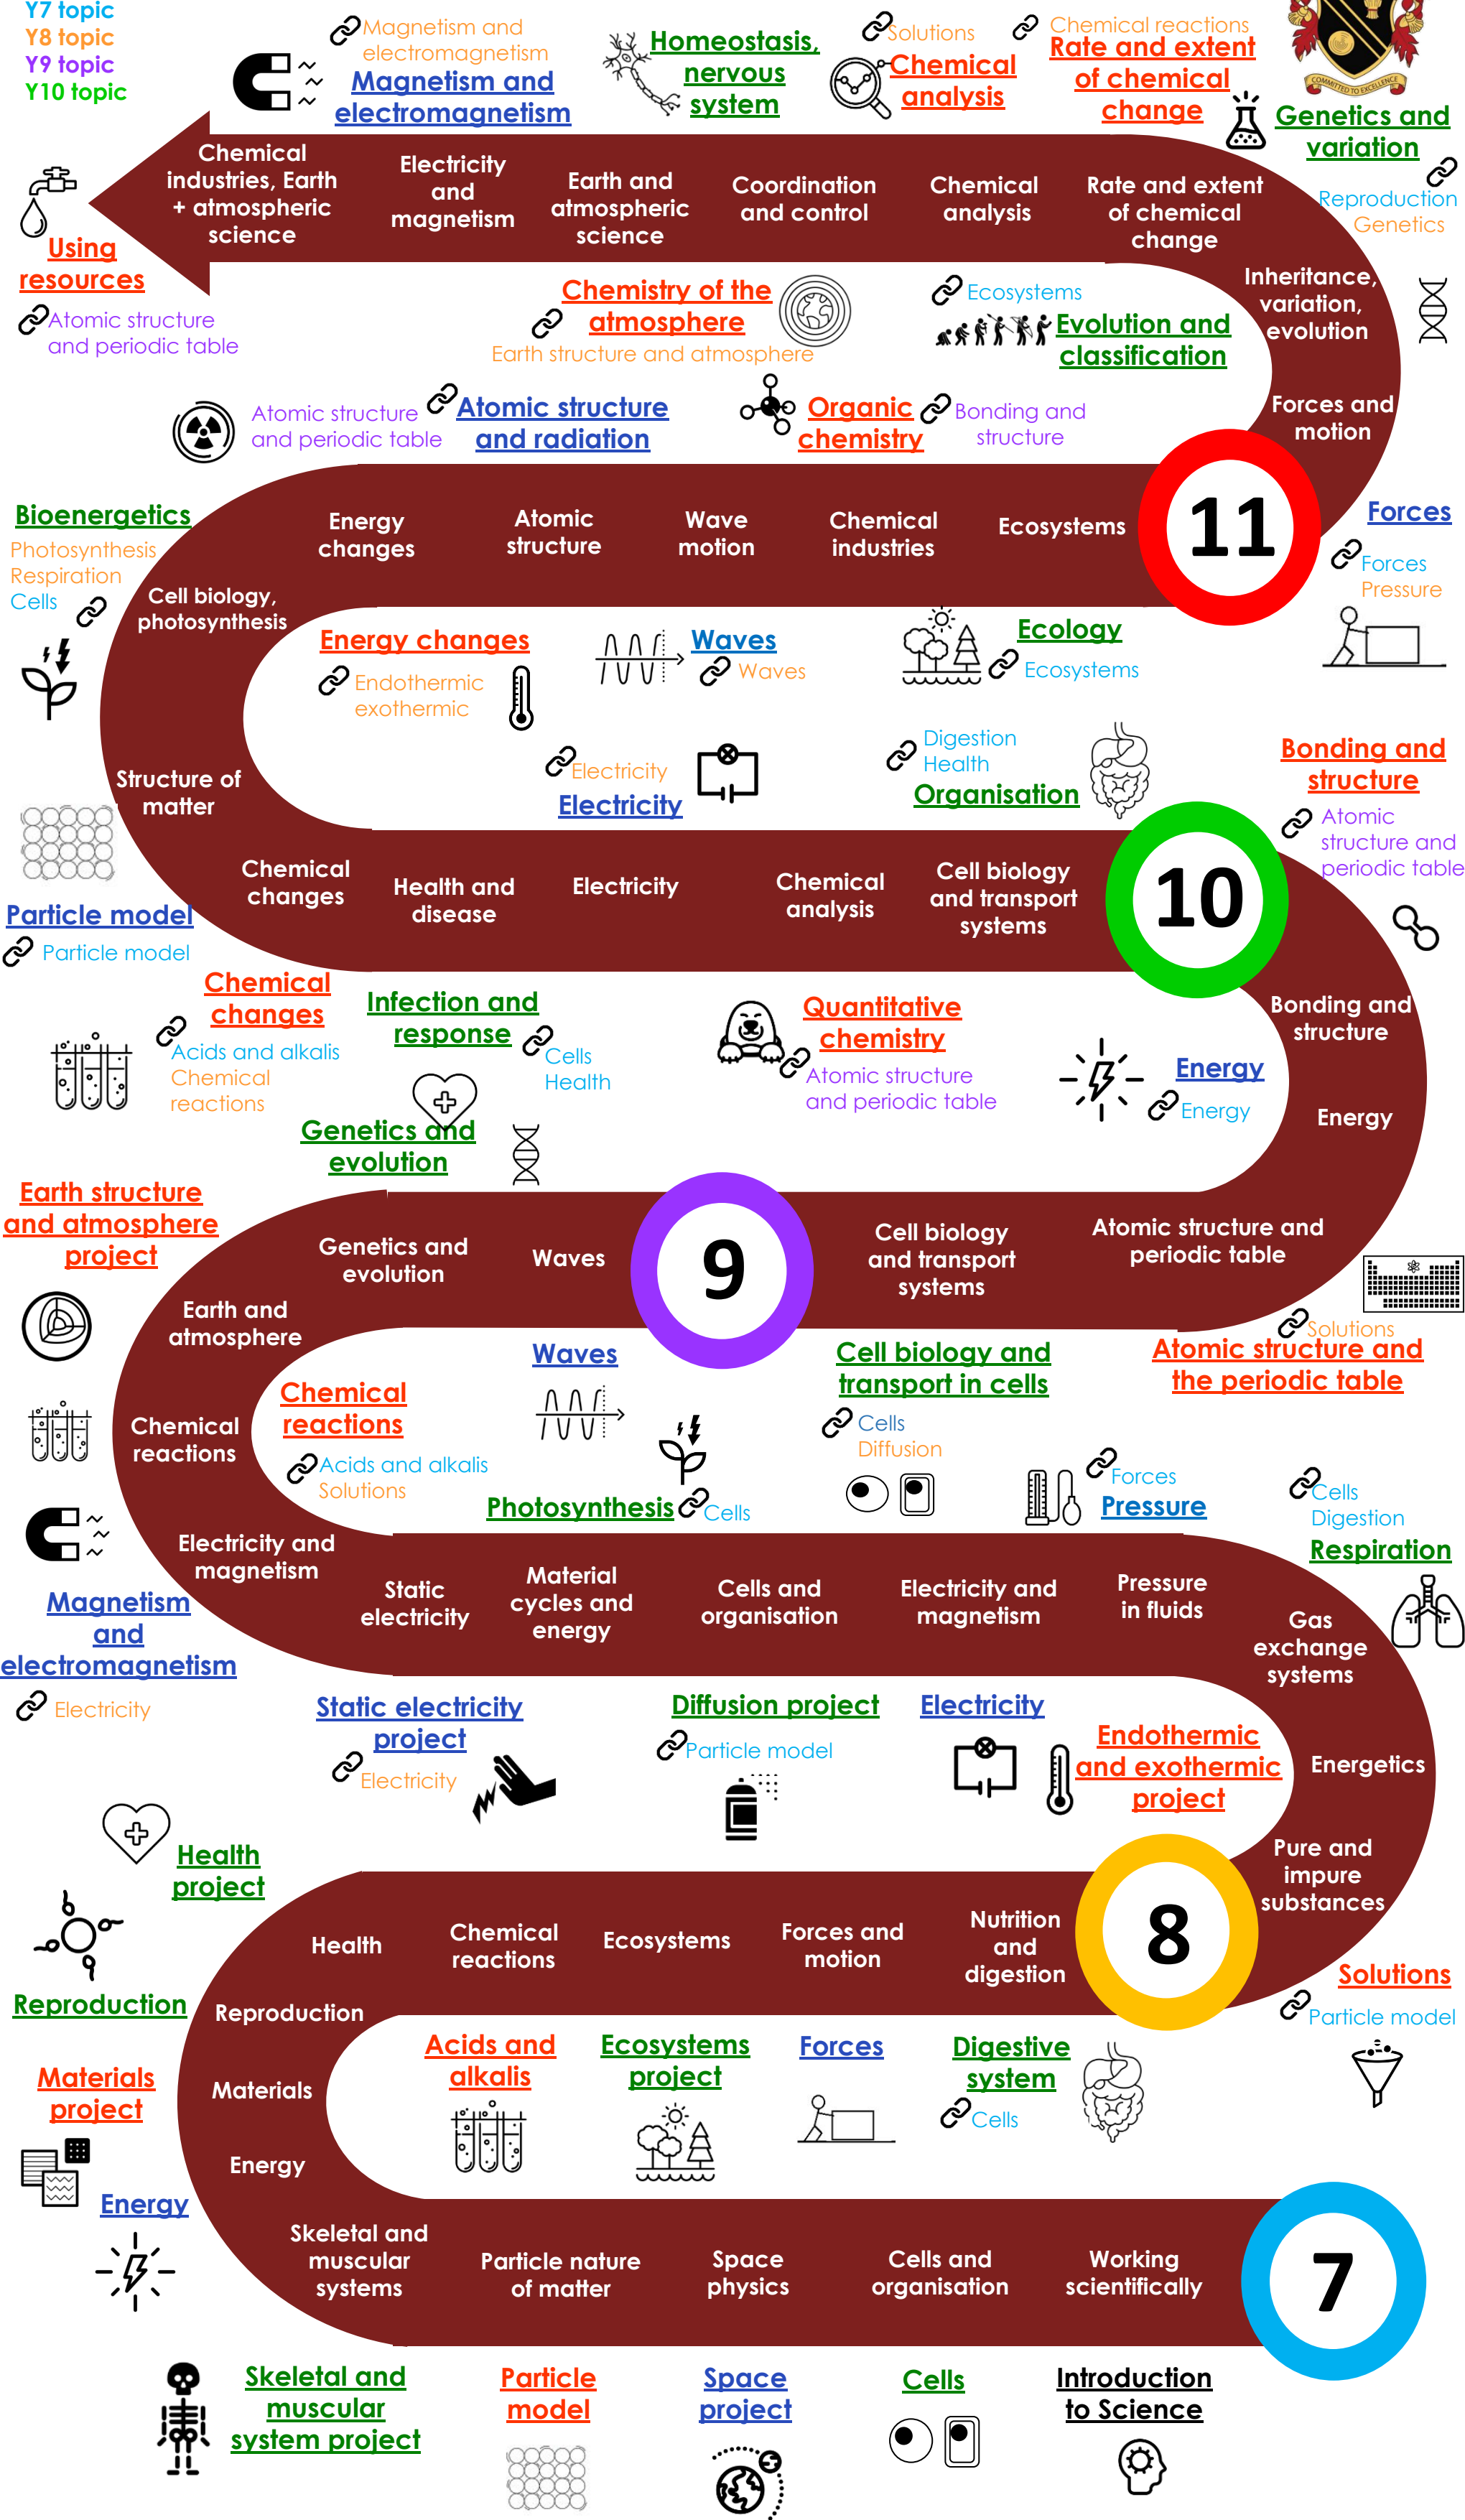 Y7 topic
Y8 topic
Y9 topic
Y10 topic
Magnetism and
electromagnetism
Magnetism and
electromagnetism
Homeostasis,
nervous
system
Solutions
Chemical
analysis
Chemical reactions
Rate and extent
of chemical
change
COMMITTED TO EXCELLENCE
Genetics and
variation
Reproduction
Genetics
Chemical
industries, Earth
+ atmospheric
science
Electricity
and
magnetism
Earth and
atmospheric
science
Coordination
and control
Chemical
analysis
Rate and extent
of chemical
change
Inheritance,
variation,
evolution
Forces and
motion
Using
resources
Atomic structure
and periodic table
Chemistry of the
atmosphere
Earth structure and atmosphere
Ecosystems
Evolution and
classification
Atomic structure
and periodic table
Atomic structure
and radiation
Organic
chemistry
Bonding and
structure
11
Forces
Forces
Pressure
Bioenergetics
Photosynthesis
Respiration
Cells
Energy
changes
Atomic
structure
Wave
motion
Chemical
industries
Ecosystems
Cell biology,
photosynthesis
Energy changes
Endothermic
exothermic
Waves
Waves
Ecology
Ecosystems
Structure of
matter
Electricity
Electricity
Digestion
Health
Organisation
Bonding and
structure
Atomic
structure and
periodic table
Particle model
Particle model
Chemical
changes
Health and
disease
Electricity
Chemical
analysis
Cell biology
and transport
systems
10
Chemical
changes
Acids and alkalis
Chemical
reactions
Infection and
response
Cells
Health
Genetics and
evolution
Quantitative
chemistry
Atomic structure
and periodic table
Energy
Energy
Bonding and
structure
Energy
Earth structure
and atmosphere
project
Genetics and
evolution
Waves
9
Cell biology
and transport
systems
Atomic structure and
periodic table
Earth and
atmosphere
Solutions
Atomic structure and
the periodic table
Chemical
reactions
Chemical
reactions
Acids and alkalis
Solutions
Waves
Photosynthesis
Cells
Cell biology and
transport in cells
Cells
Diffusion
Forces
Pressure
Cells
Digestion
Respiration
Electricity and
magnetism
Static
electricity
Material
cycles and
energy
Cells and
organisation
Electricity and
magnetism
Pressure
in fluids
Gas
exchange
systems
Magnetism
and
electromagnetism
Electricity
Static electricity
project
Electricity
Diffusion project
Particle model
Electricity
Endothermic
and exothermic
project
Energetics
Pure and
impure
substances
Health
project
Health
Chemical
reactions
Ecosystems
Forces and
motion
Nutrition
and
digestion
8
Solutions
Particle model
Reproduction
Reproduction
Materials
project
Materials
Energy
Energy
Acids and
alkalis
Ecosystems
project
Forces
Digestive
system
Cells
Skeletal and
muscular
systems
Particle nature
of matter
Space
physics
Cells and
organisation
Working
scientifically
7
Skeletal and
muscular
system project
Particle
model
Space
project
Cells
Introduction
to Science